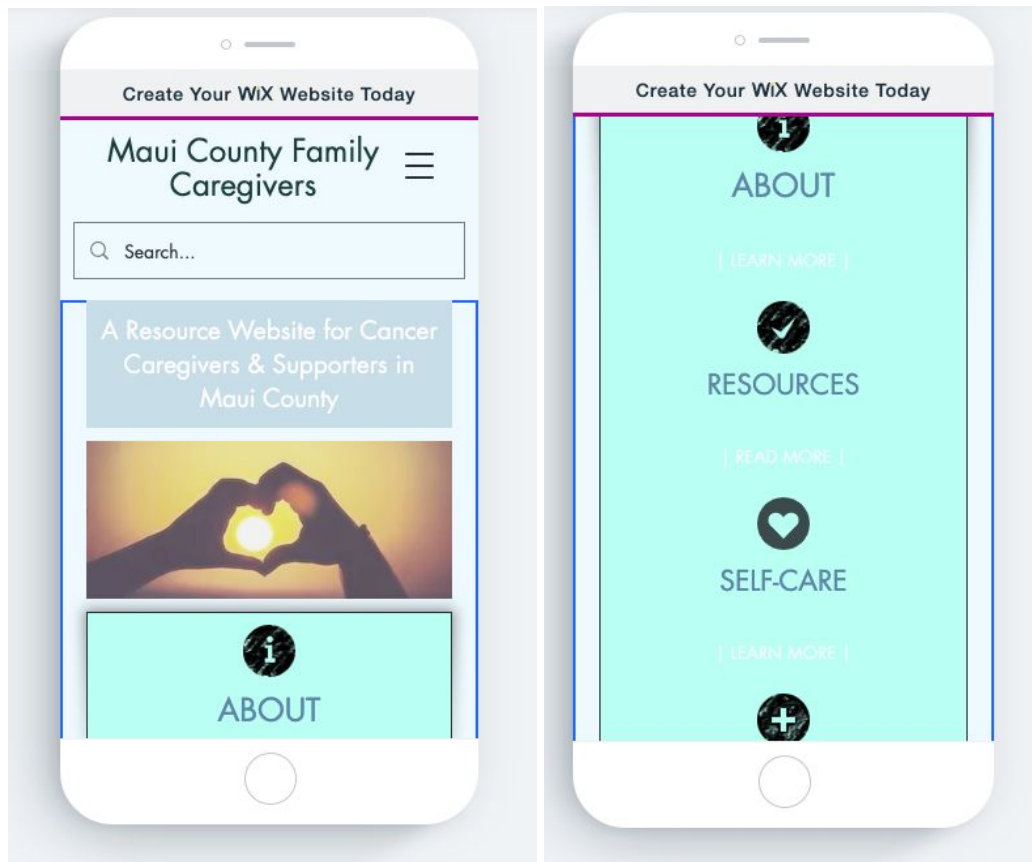 Create Your WiX Website Today
Maui County Family
Caregivers
Search...
A Resource Website for Cancer
Caregivers & Supporters in
Maui County
i
ABOUT
Create Your WiX Website Today
i
ABOUT
| LEARN MORE |
RESOURCES
| READ MORE |
SELF-CARE
| LEARN MORE |